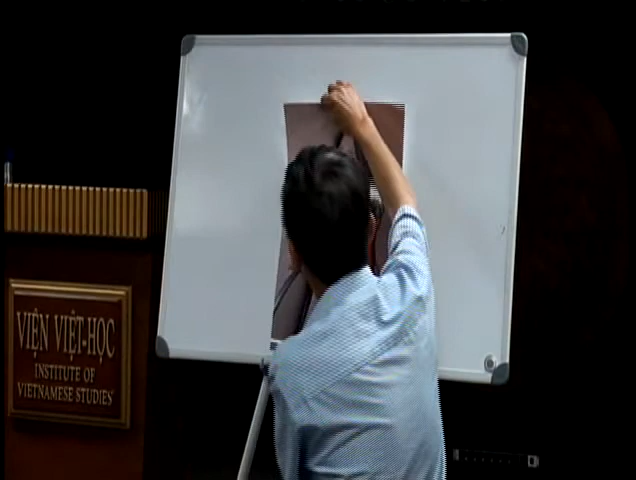 VIỆN VIỆT-HỌC
INSTITUTE OF
VIETNAMESE STUDIES